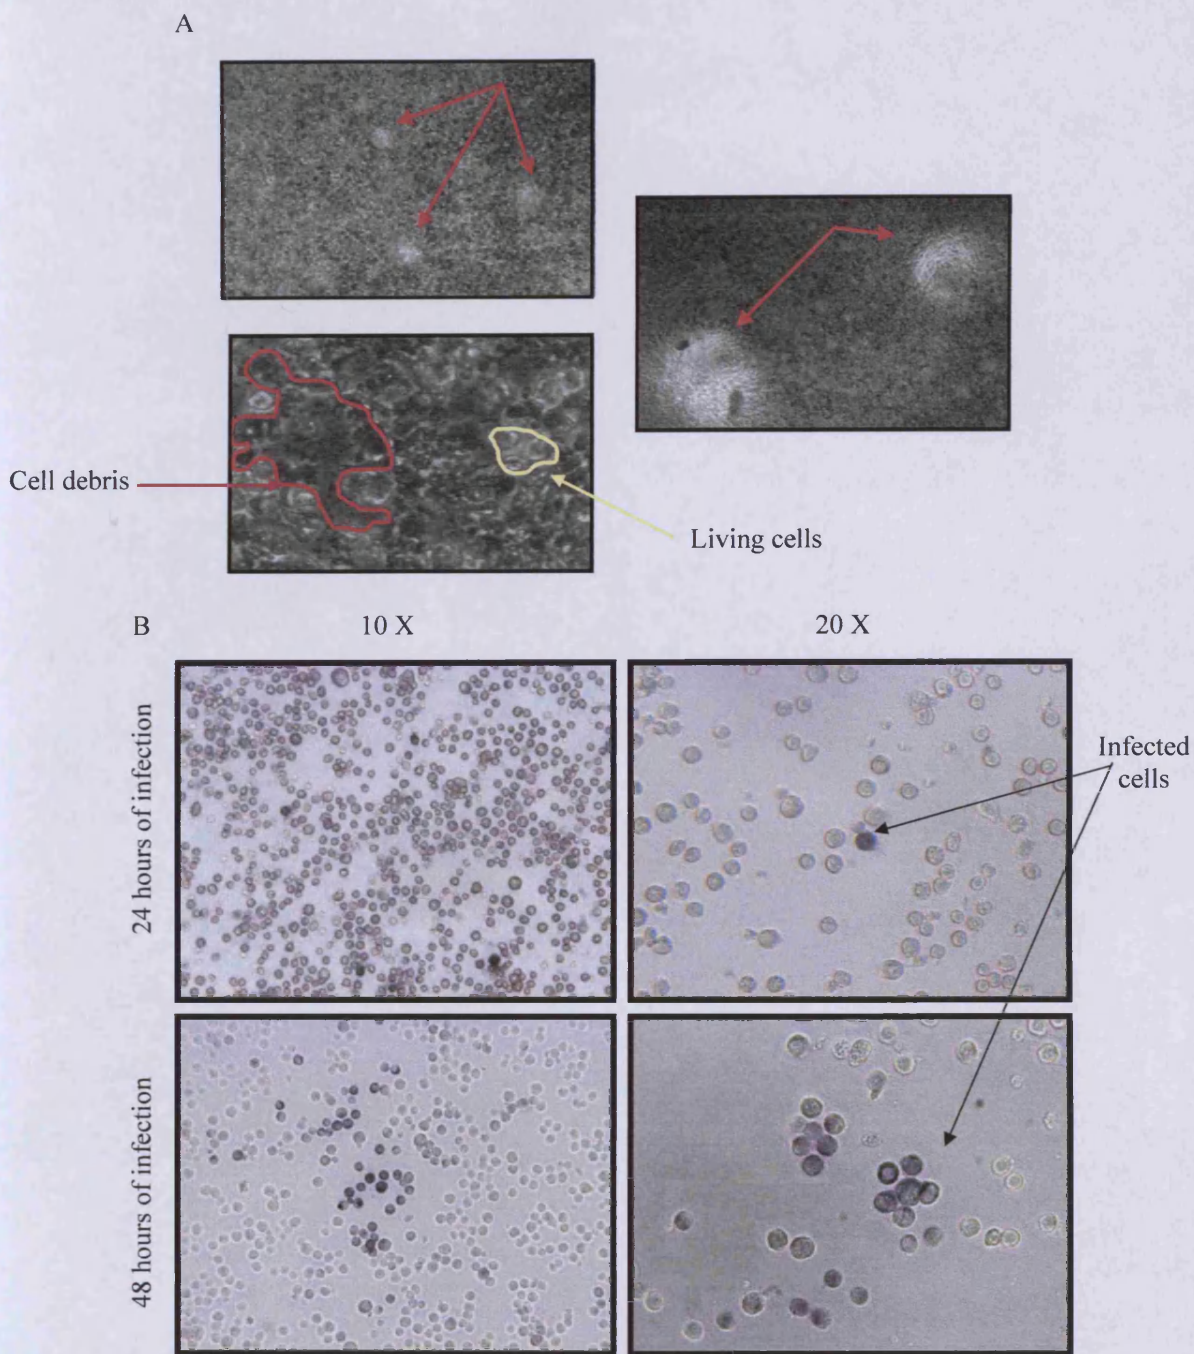 A
Cell debris
Living cells
B
10 X
20 X
24 hours of infection
Infected
cells
48 hours of infection